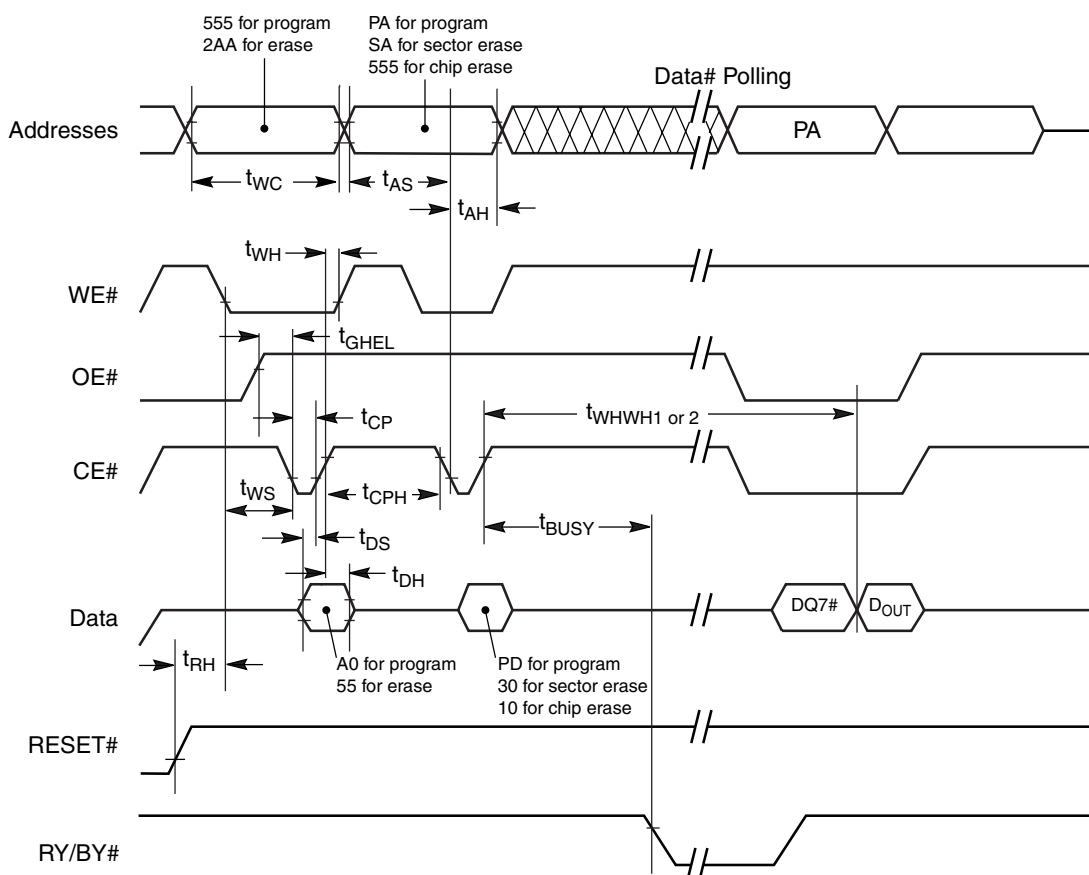 555 for program
2AA for erase
PA for program
SA for sector erase
555 for chip erase
Data# Polling
Addresses
PA
tWC
tAS
tAH
tWH
WE#
tGHEL
OE#
tWHWH1 or 2
tCP
CE#
tWS
tCPH
tBUSY
tDS
tDH
Data
DQ7#
DOUT
tRH
A0 for program
55 for erase
PD for program
30 for sector erase
10 for chip erase
RESET#
RY/BY#